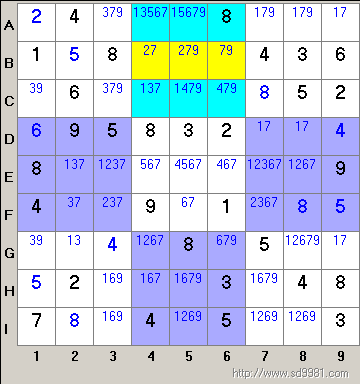 A 2 4 379 13567 15679 8 179 179 17
B 1 5 8 27 279 79 4 3 6
C 39 6 379 137 1479 479 8 5 2
D 6 9 5 8 3 2 17 17 4
E 8 137 1237 567 4567 467 12367 1267 9
F 4 37 237 9 67 1 2367 8 5
G 39 13 4 1267 8 679 5 12679 17
H 5 2 169 167 1679 3 1679 4 8
I 7 8 169 4 1269 5 1269 1269 3
1 2 3 4 5 6 7 8 9
http://www.sd9981.com